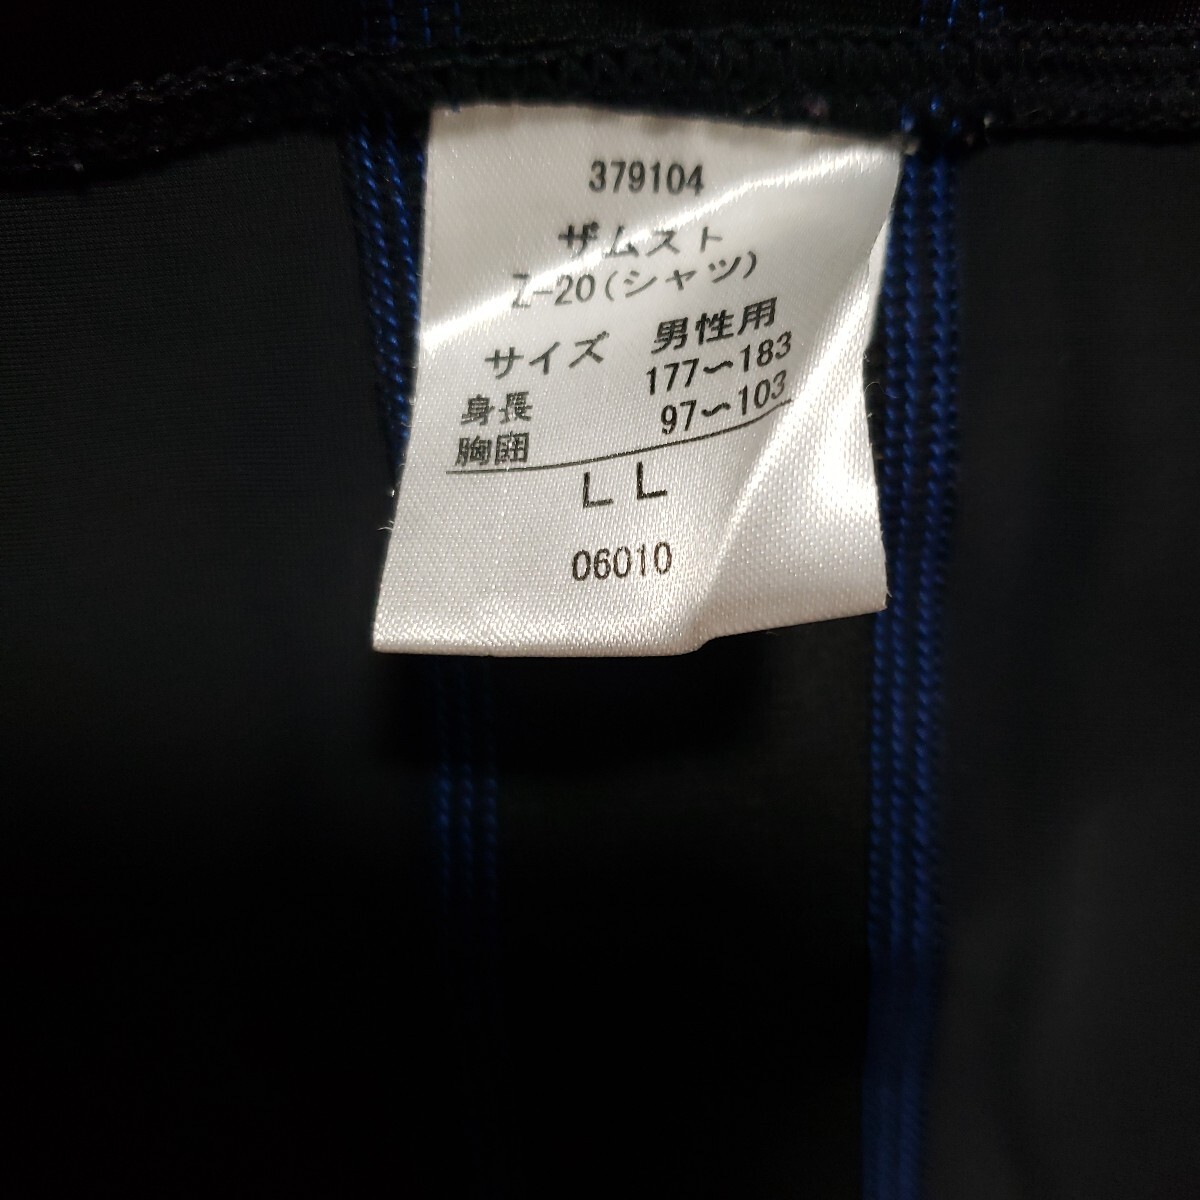 379104
ザムスト
Z-20(シャツ)
サイズ 男性用
身長 177〜183
胸囲 97〜103
LL
06010